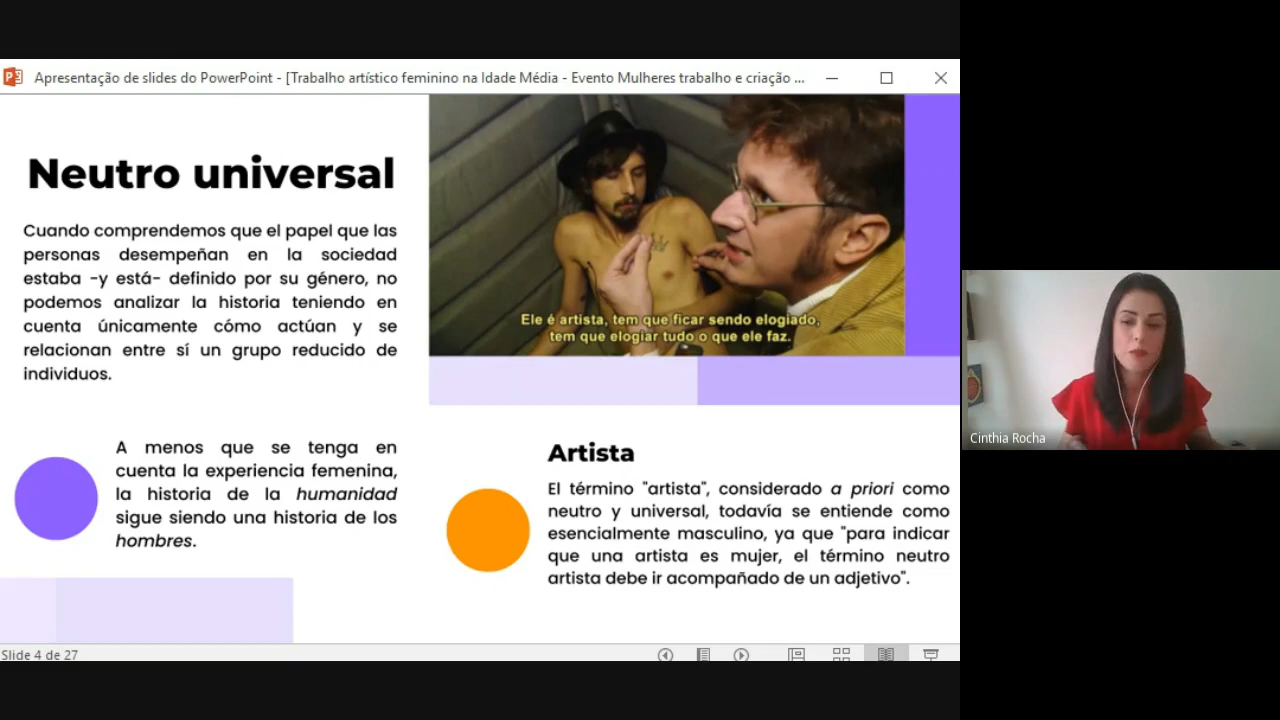 Apresentação de slides do PowerPoint - [Trabalho artístico feminino na Idade Média - Evento Mulheres trabalho e criação ...
Neutro universal
Cuando comprendemos que el papel que las
personas desempeñan en la sociedad
estaba -y está- definido por su género, no
podemos analizar la historia teniendo en
cuenta únicamente cómo actúan y se
relacionan entre sí un grupo reducido de
individuos.
A menos que se tenga en
cuenta la experiencia femenina,
la historia de la humanidad
sigue siendo una historia de los
hombres.
Ele é artista, tem que ficar sendo elogiado,
tem que elogiar tudo o que ele faz.
Artista
El término "artista", considerado a priori como
neutro y universal, todavía se entiende como
esencialmente masculino, ya que "para indicar
que una artista es mujer, el término neutro
artista debe ir acompañado de un adjetivo".
Cinthia Rocha
Slide 4 de 27